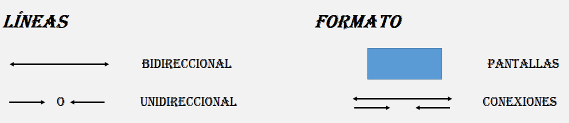 LÍNEAS
FORMATO
BIDIRECCIONAL
PANTALLAS
O
UNIDIRECCIONAL
CONEXIONES